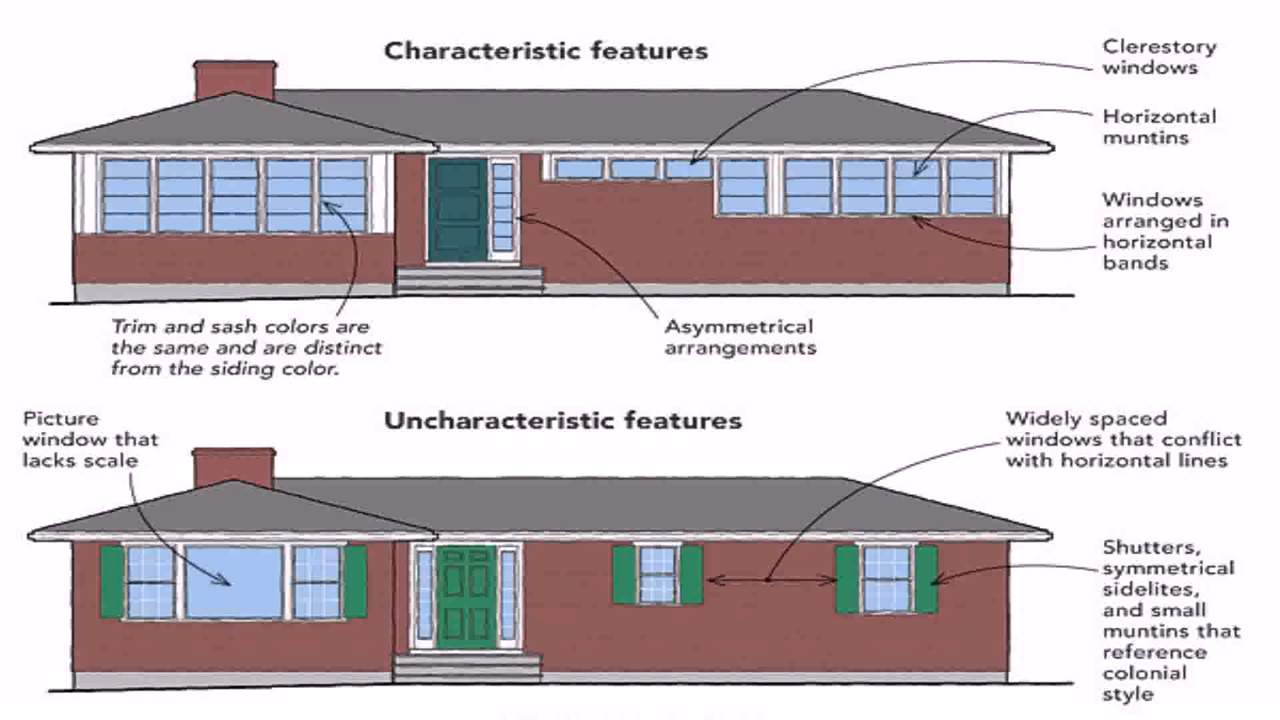 Characteristic features
Clerestory
windows
Horizontal
muntins
Windows
arranged in
horizontal
bands
Trim and sash colors are
the same and are distinct
from the siding color.
Asymmetrical
arrangements
Uncharacteristic features
Picture
window that
lacks scale
Widely spaced
windows that conflict
with horizontal lines
Shutters,
symmetrical
sidelites,
and small
muntins that
reference
colonial
style